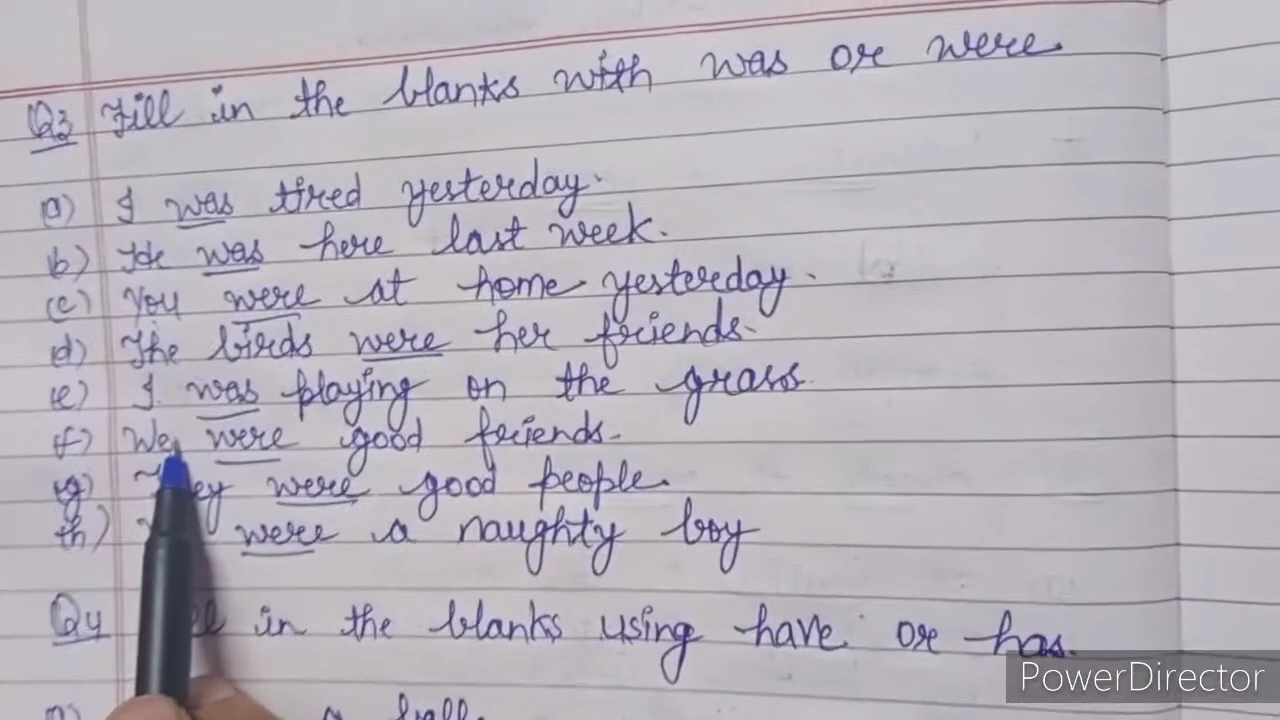 Q3 Fill in the blanks with was or were.
(a) I was tired yesterday.
(b) He was here last week.
(c) You were at home yesterday.
(d) The birds were her friends.
(e) I was playing on the grass.
(f) We were good friends.
(g) They were good people.
(h) were a naughty boy
Q4 in the blanks using have or has.
a ball.
PowerDirector